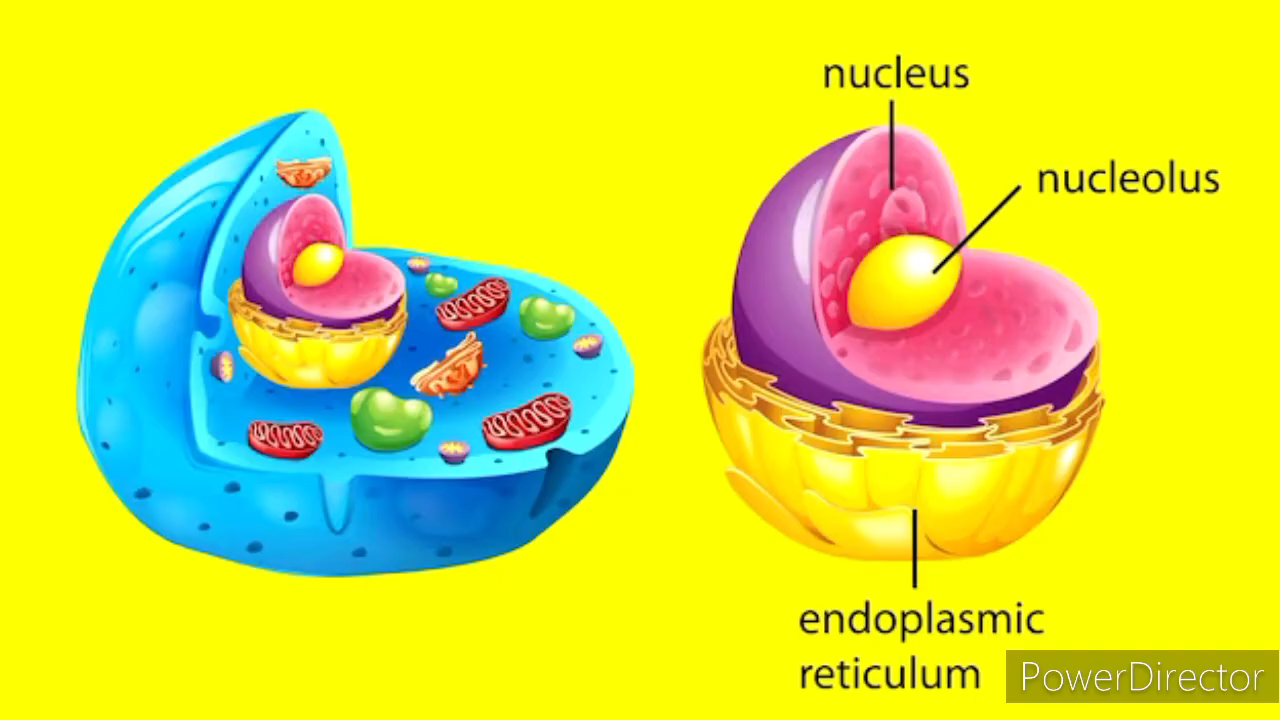 nucleus
nucleolus
endoplasmic
reticulum
PowerDirector